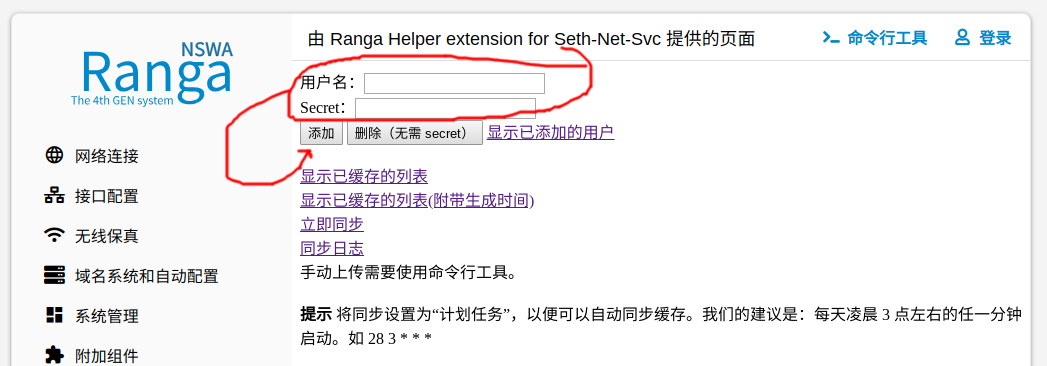 NSWA
Ranga
The 4th GEN system
网络连接
接口配置
无线保真
域名系统和自动配置
系统管理
附加组件
由 Ranga Helper extension for Seth-Net-Svc 提供的页面
命令行工具
登录
用户名：
Secret：
添加 删除（无需 secret） 显示已添加的用户
显示已缓存的列表
显示已缓存的列表(附带生成时间)
立即同步
同步日志
手动上传需要使用命令行工具。
提示 将同步设置为“计划任务”，以便可以自动同步缓存。我们的建议是：每天凌晨 3 点左右的任一分钟
启动。如 28 3 * * *